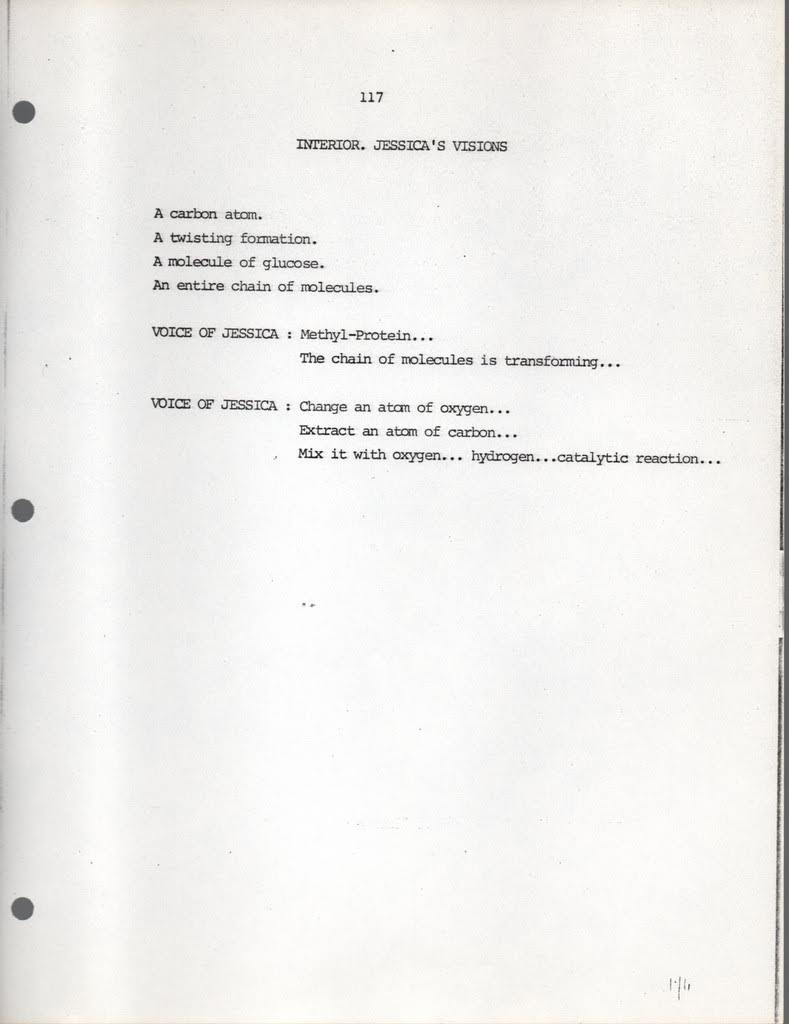 117
INTERIOR. JESSICA'S VISIONS
A carbon atom.
A twisting formation.
A molecule of glucose.
An entire chain of molecules.
VOICE OF JESSICA : Methyl-Protein...
The chain of molecules is transforming...
VOICE OF JESSICA : Change an atom of oxygen...
Extract an atom of carbon...
Mix it with oxygen... hydrogen...catalytic reaction...